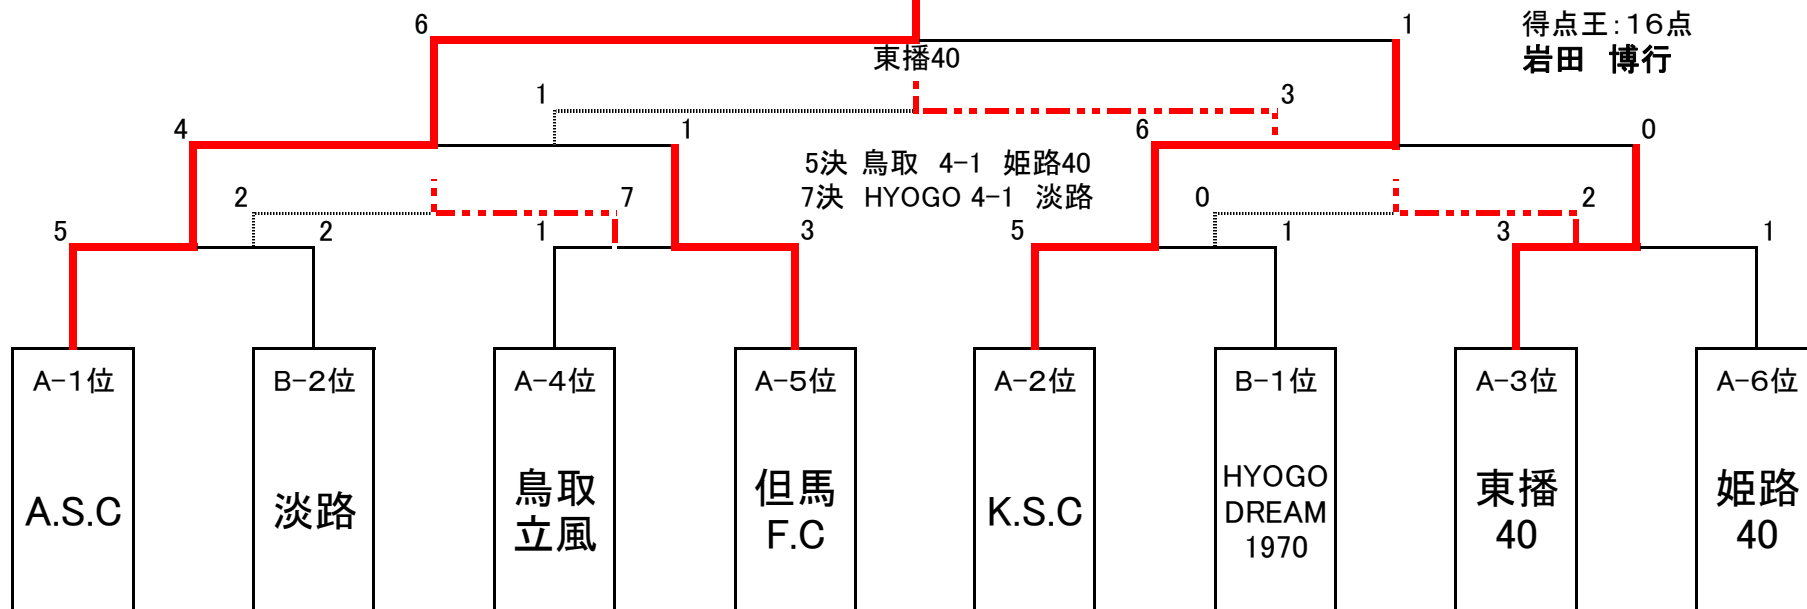 6
1
得点王:16点
岩田　博行
東播40
1
3
4
1
6
0
5決 鳥取 4-1 姫路40
7決 HYOGO 4-1 淡路
2
7
0
2
5
2
1
3
5
1
3
1
A-1位
B-2位
A-4位
A-5位
A-2位
B-1位
A-3位
A-6位
A.S.C
淡路
鳥取
立風
但馬
F.C
K.S.C
HYOGO
DREAM
1970
東播
40
姫路
40